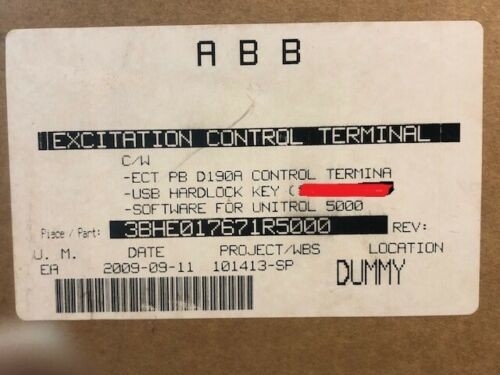 ABB
EXCITATION CONTROL TERMINAL
C/W
-ECT PB D190A CONTROL TERMINA
-USB HARDLOCK KEY (
-SOFTWARE FOR UNITROL 5000
Piece / Part: 3BHE017671R5000 REV:
U. M. DATE PROJECT/WBS LOCATION
EA 2009-09-11 101413-SP DUMMY